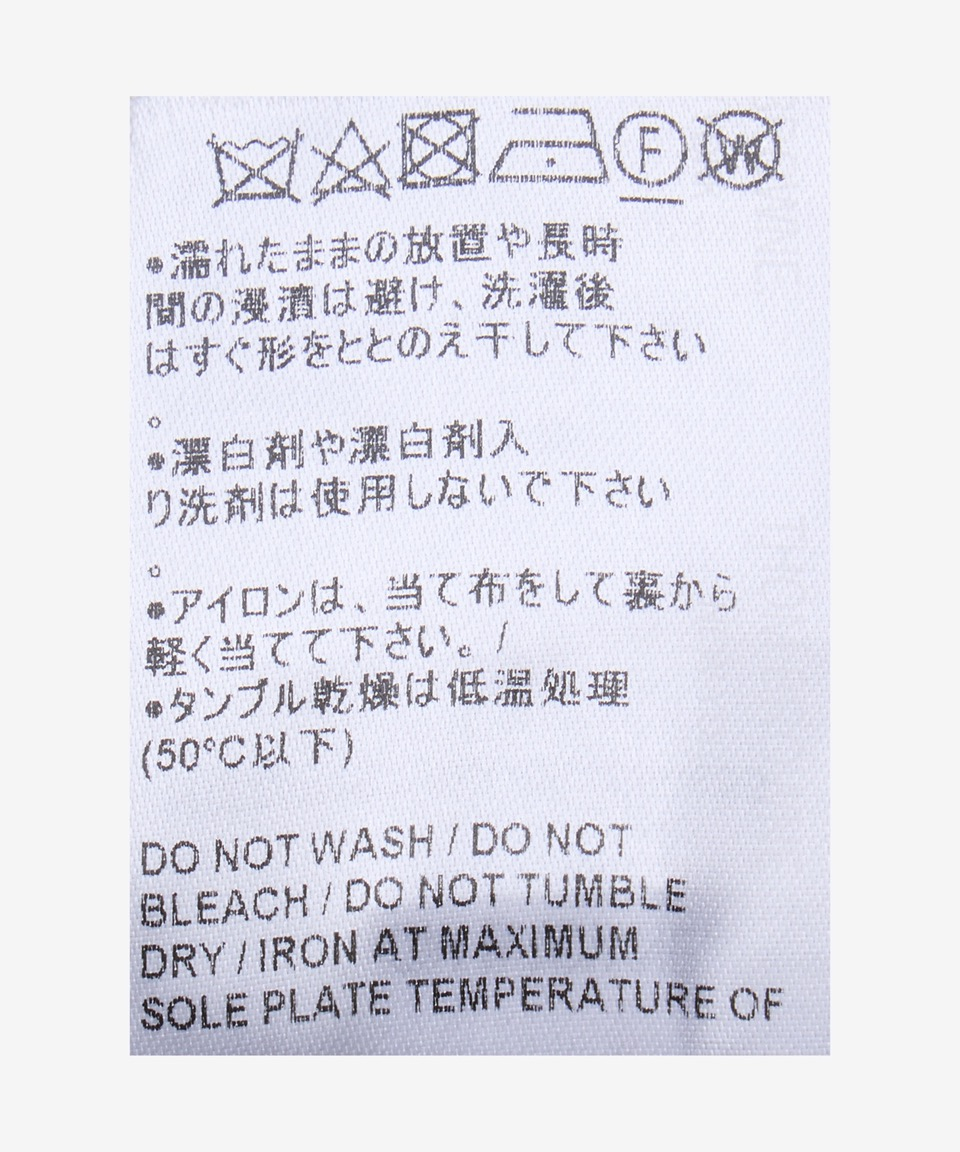 F W
•濡れたままの放置や長時
間の浸漬は避け、洗濯後
はすぐ形をととのえ干して下さい
。
•漂白剤や漂白剤入
り洗剤は使用しないで下さい
。
•アイロンは、当て布をして裏から
軽く当てて下さい。/
•タンブル乾燥は低温処理
(50°C以下)
DO NOT WASH / DO NOT
BLEACH / DO NOT TUMBLE
DRY / IRON AT MAXIMUM
SOLE PLATE TEMPERATURE OF